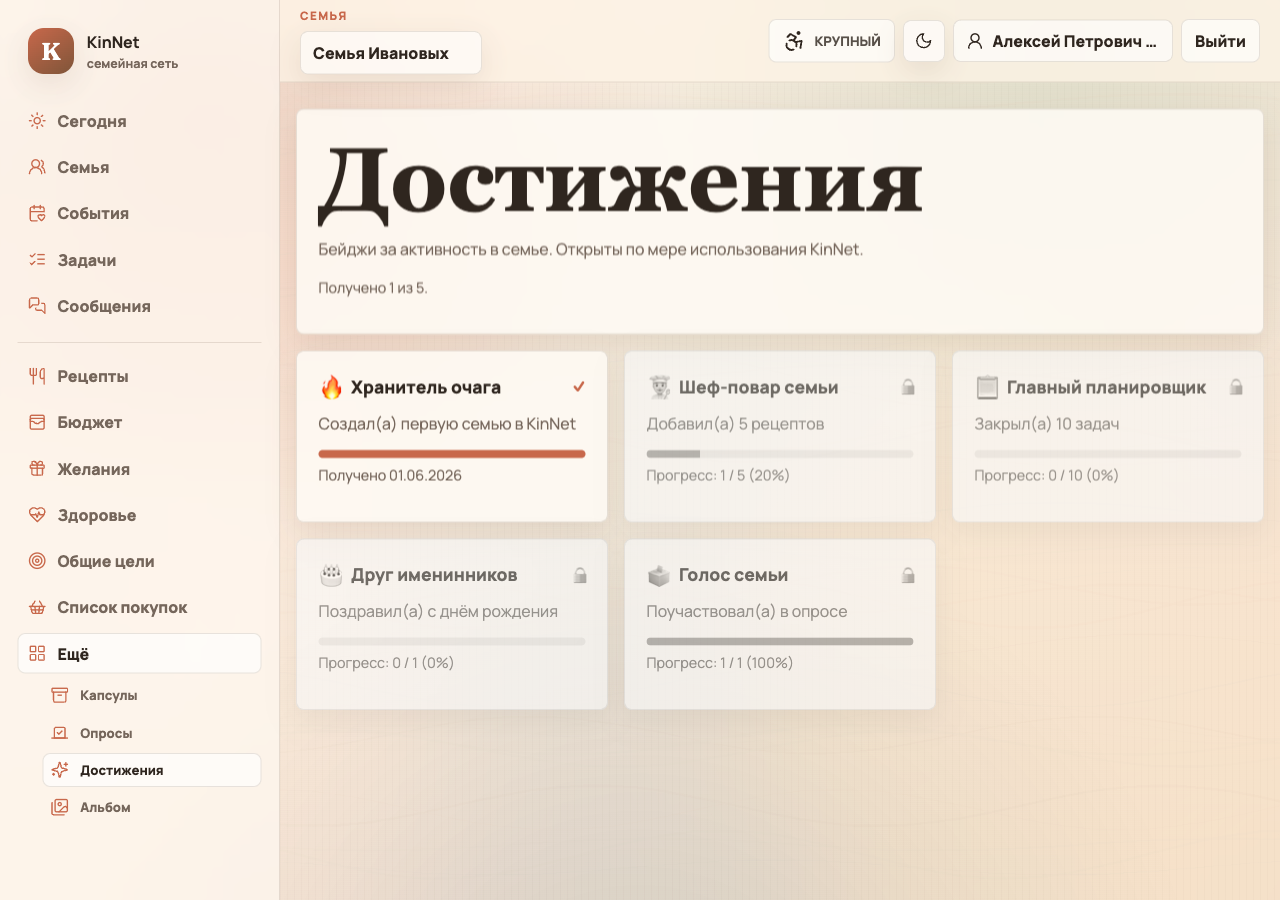 K
KinNet
семейная сеть
Сегодня
Семья
События
Задачи
Сообщения
Рецепты
Бюджет
Желания
Здоровье
Общие цели
Список покупок
Ещё
Капсулы
Опросы
Достижения
Альбом
СЕМЬЯ
Семья Ивановых
КРУПНЫЙ
Алексей Петрович ...
Выйти
Достижения
Бейджи за активность в семье. Открыты по мере использования KinNet.
Получено 1 из 5.
Хранитель очага
Создал(а) первую семью в KinNet
Получено 01.06.2026
Шеф-повар семьи
Добавил(а) 5 рецептов
Прогресс: 1 / 5 (20%)
Главный планировщик
Закрыл(а) 10 задач
Прогресс: 0 / 10 (0%)
Друг именинников
Поздравил(а) с днём рождения
Прогресс: 0 / 1 (0%)
Голос семьи
Поучаствовал(а) в опросе
Прогресс: 1 / 1 (100%)